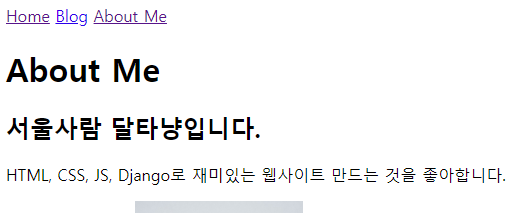 Home Blog About Me
About Me
서울사람 달타냥입니다.
HTML, CSS, JS, Django로 재미있는 웹사이트 만드는 것을 좋아합니다.